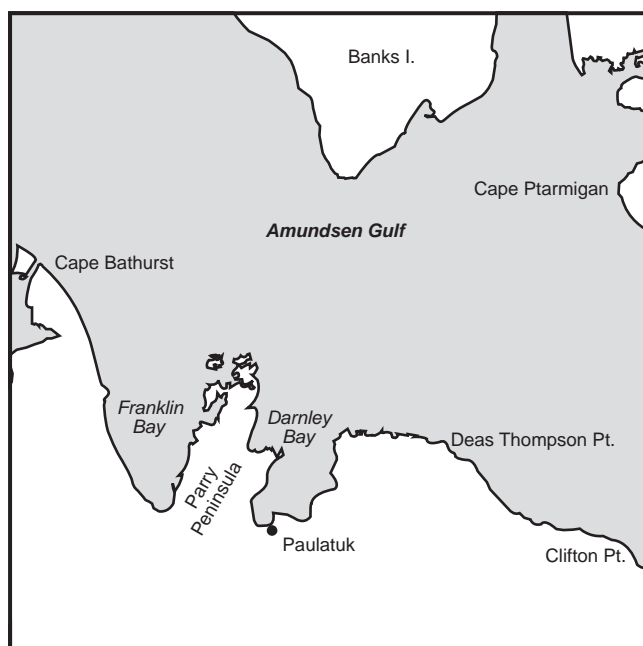 Banks I.
Cape Ptarmigan
Amundsen Gulf
Cape Bathurst
Franklin
Bay
Darnley
Bay
Deas Thompson Pt.
Parry
Peninsula
Paulatuk
Clifton Pt.